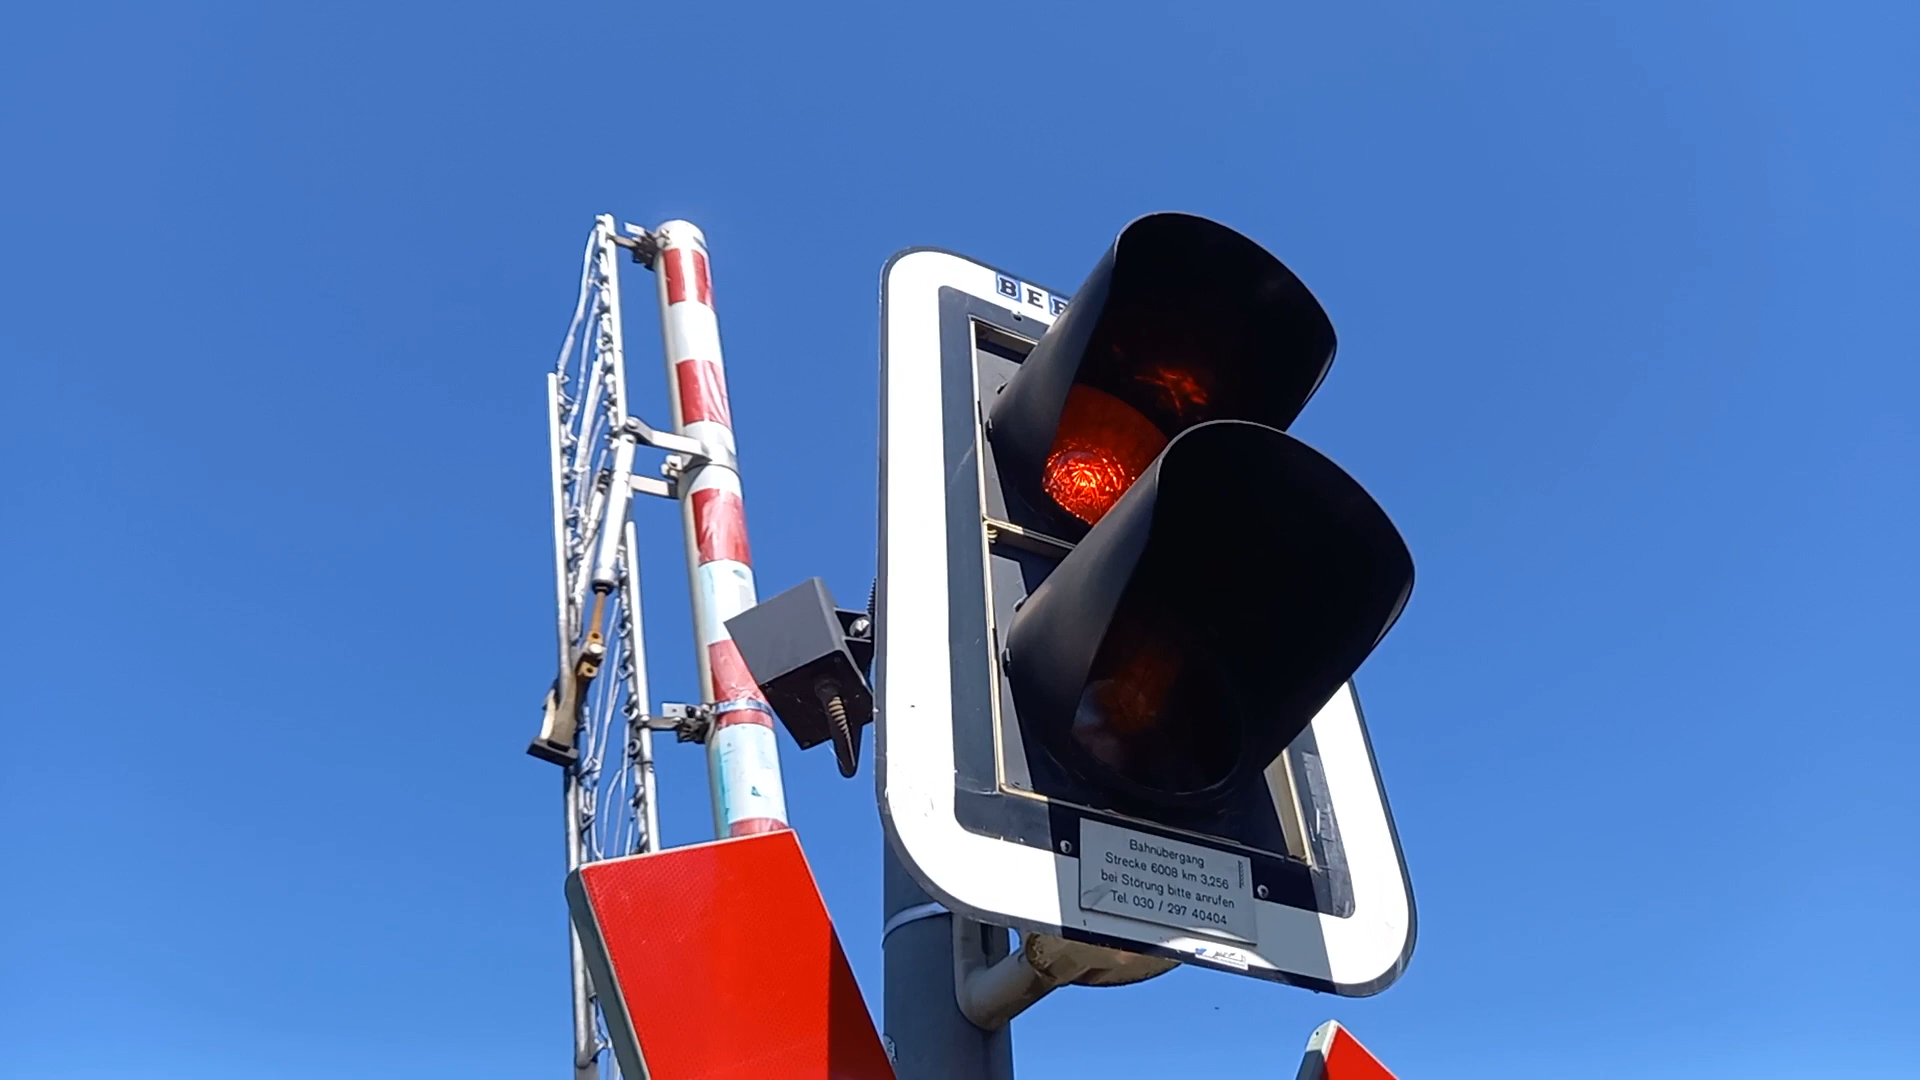 BE
Bahnübergang
Strecke 6008 km 3,256
bei Störung bitte anrufen
Tel. 030 / 297 40404